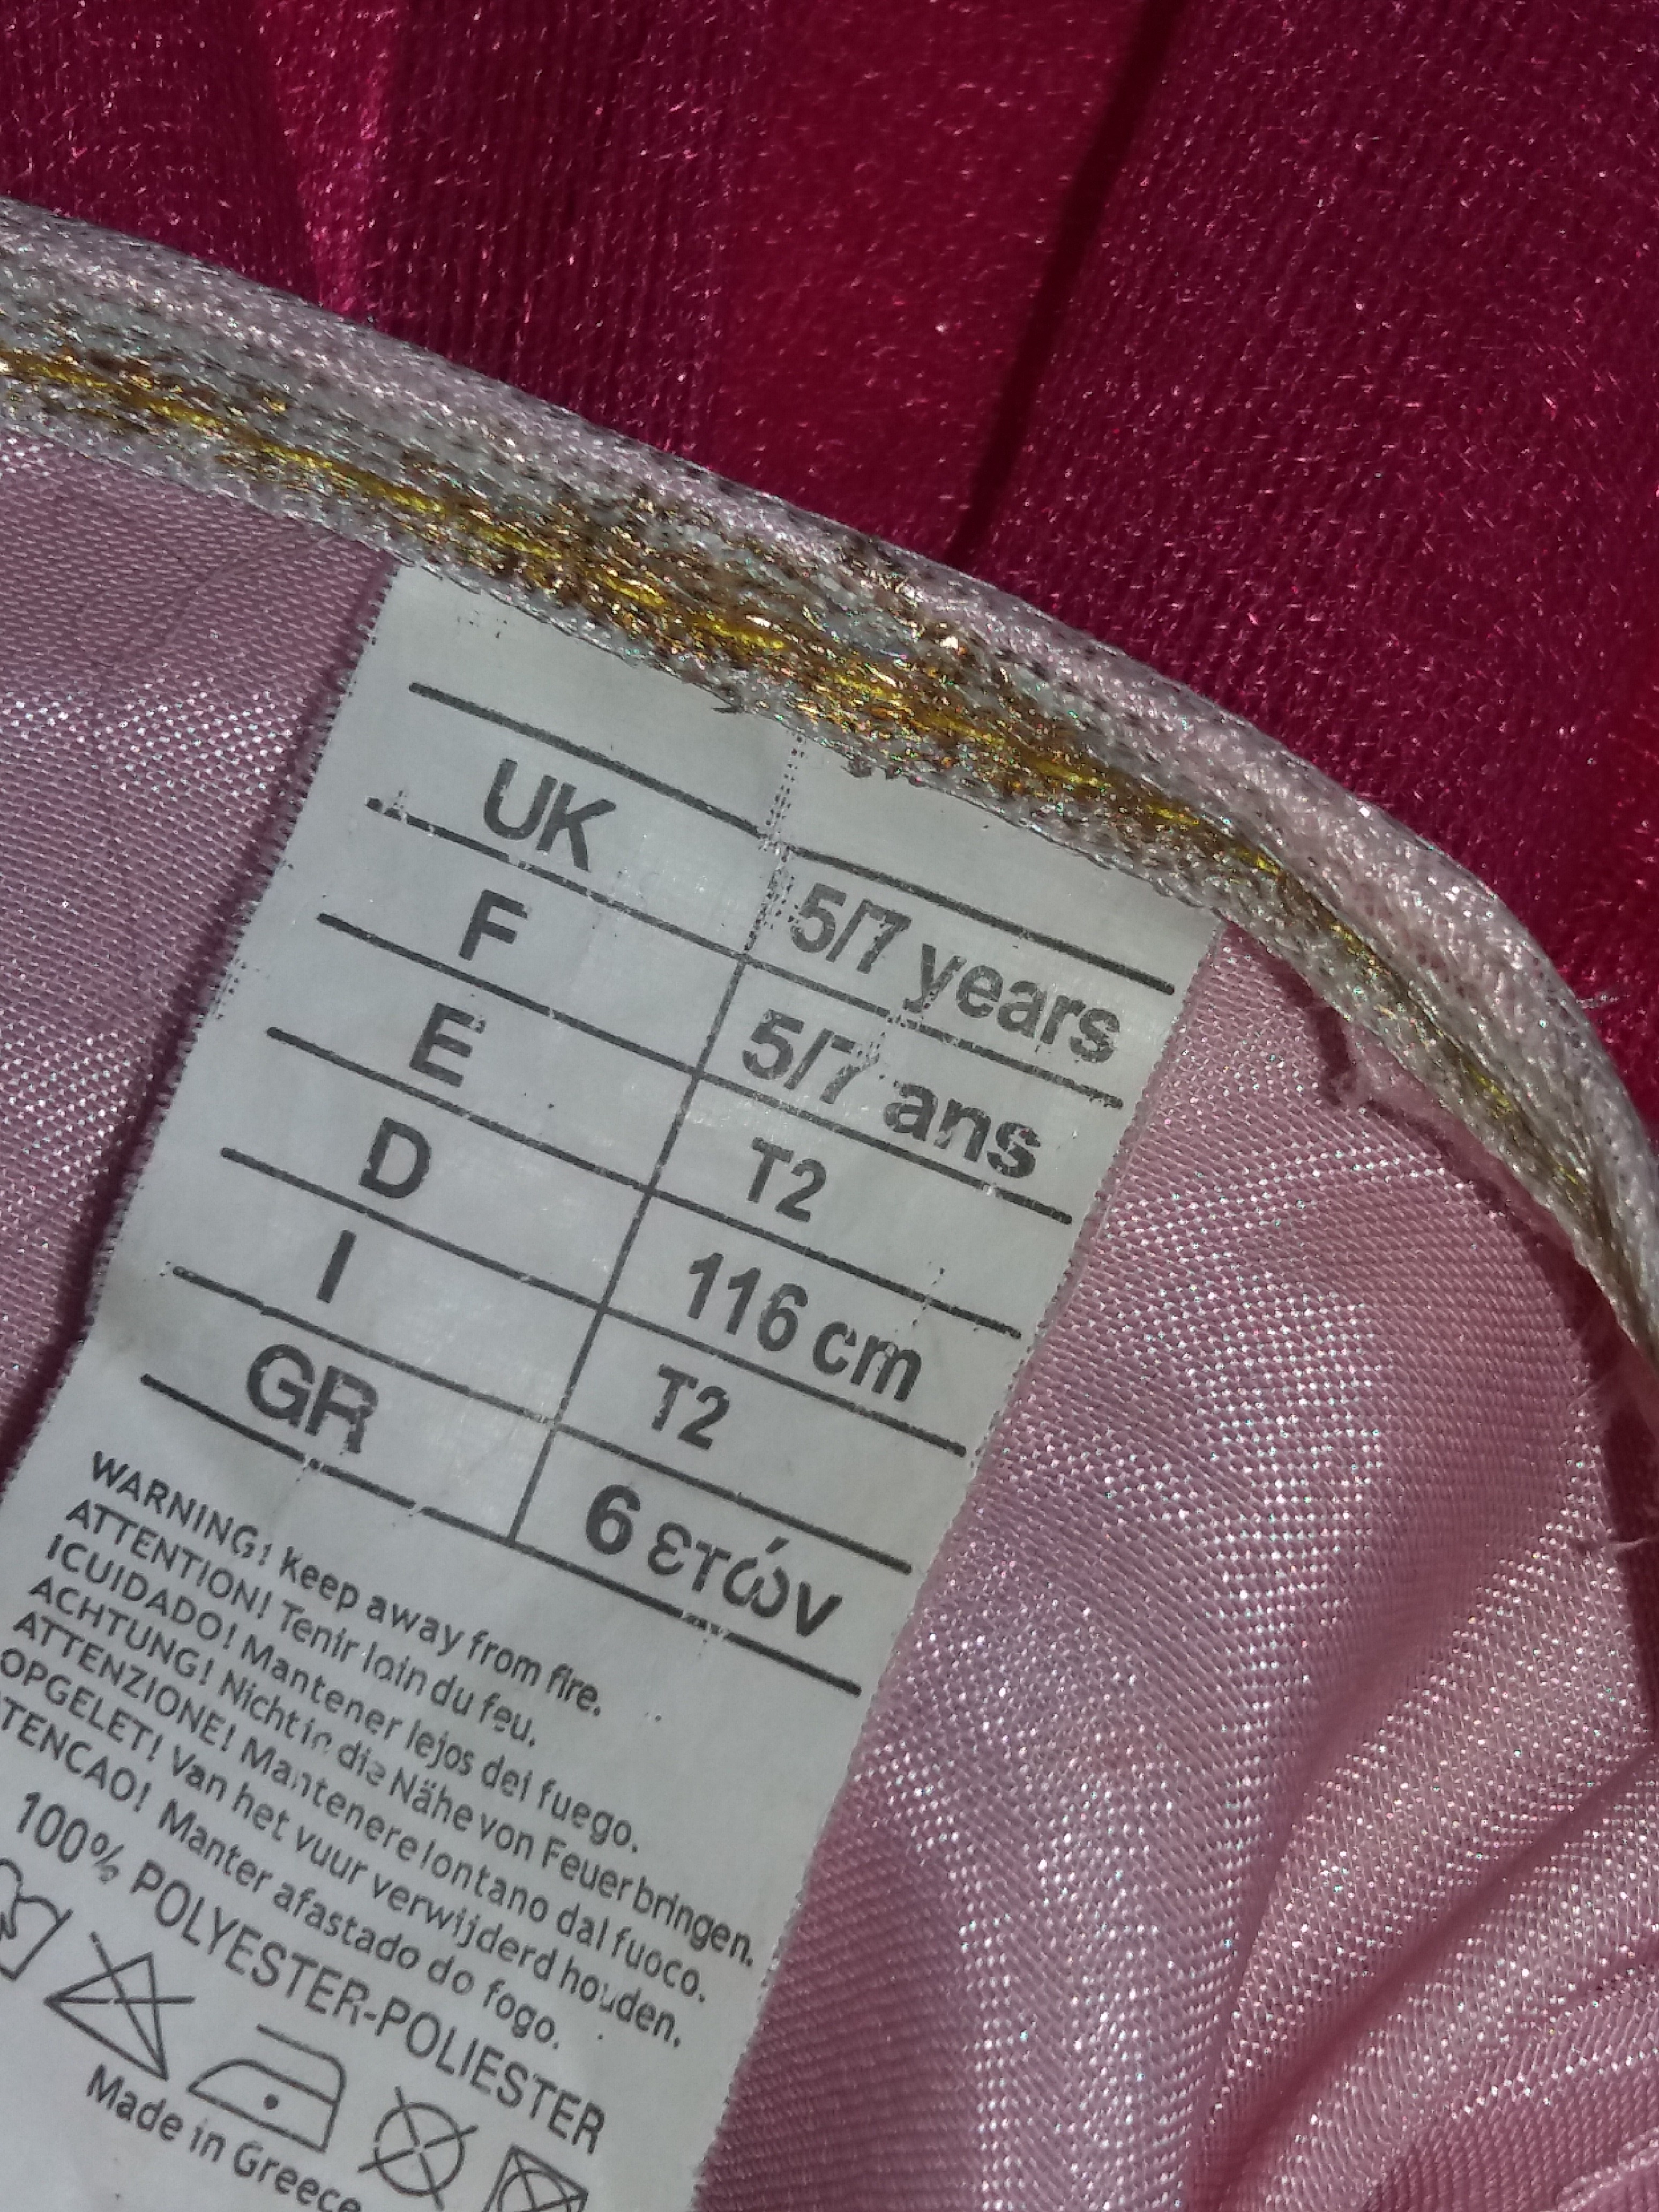 UK 5/7 years
F 5/7 ans
E T2
D 116 cm
I T2
GR 6 ετών
WARNING! Keep away from fire.
ATTENTION! Tenir loin du feu.
¡CUIDADO! Mantener lejos del fuego.
ACHTUNG! Nicht in die Nähe von Feuer bringen.
ATTENZIONE! Mantenere lontano dal fuoco.
OPGELET! Van het vuur verwijderd houden.
TENCAO! Manter afastado do fogo.
100% POLYESTER-POLIESTER
Made in Greece